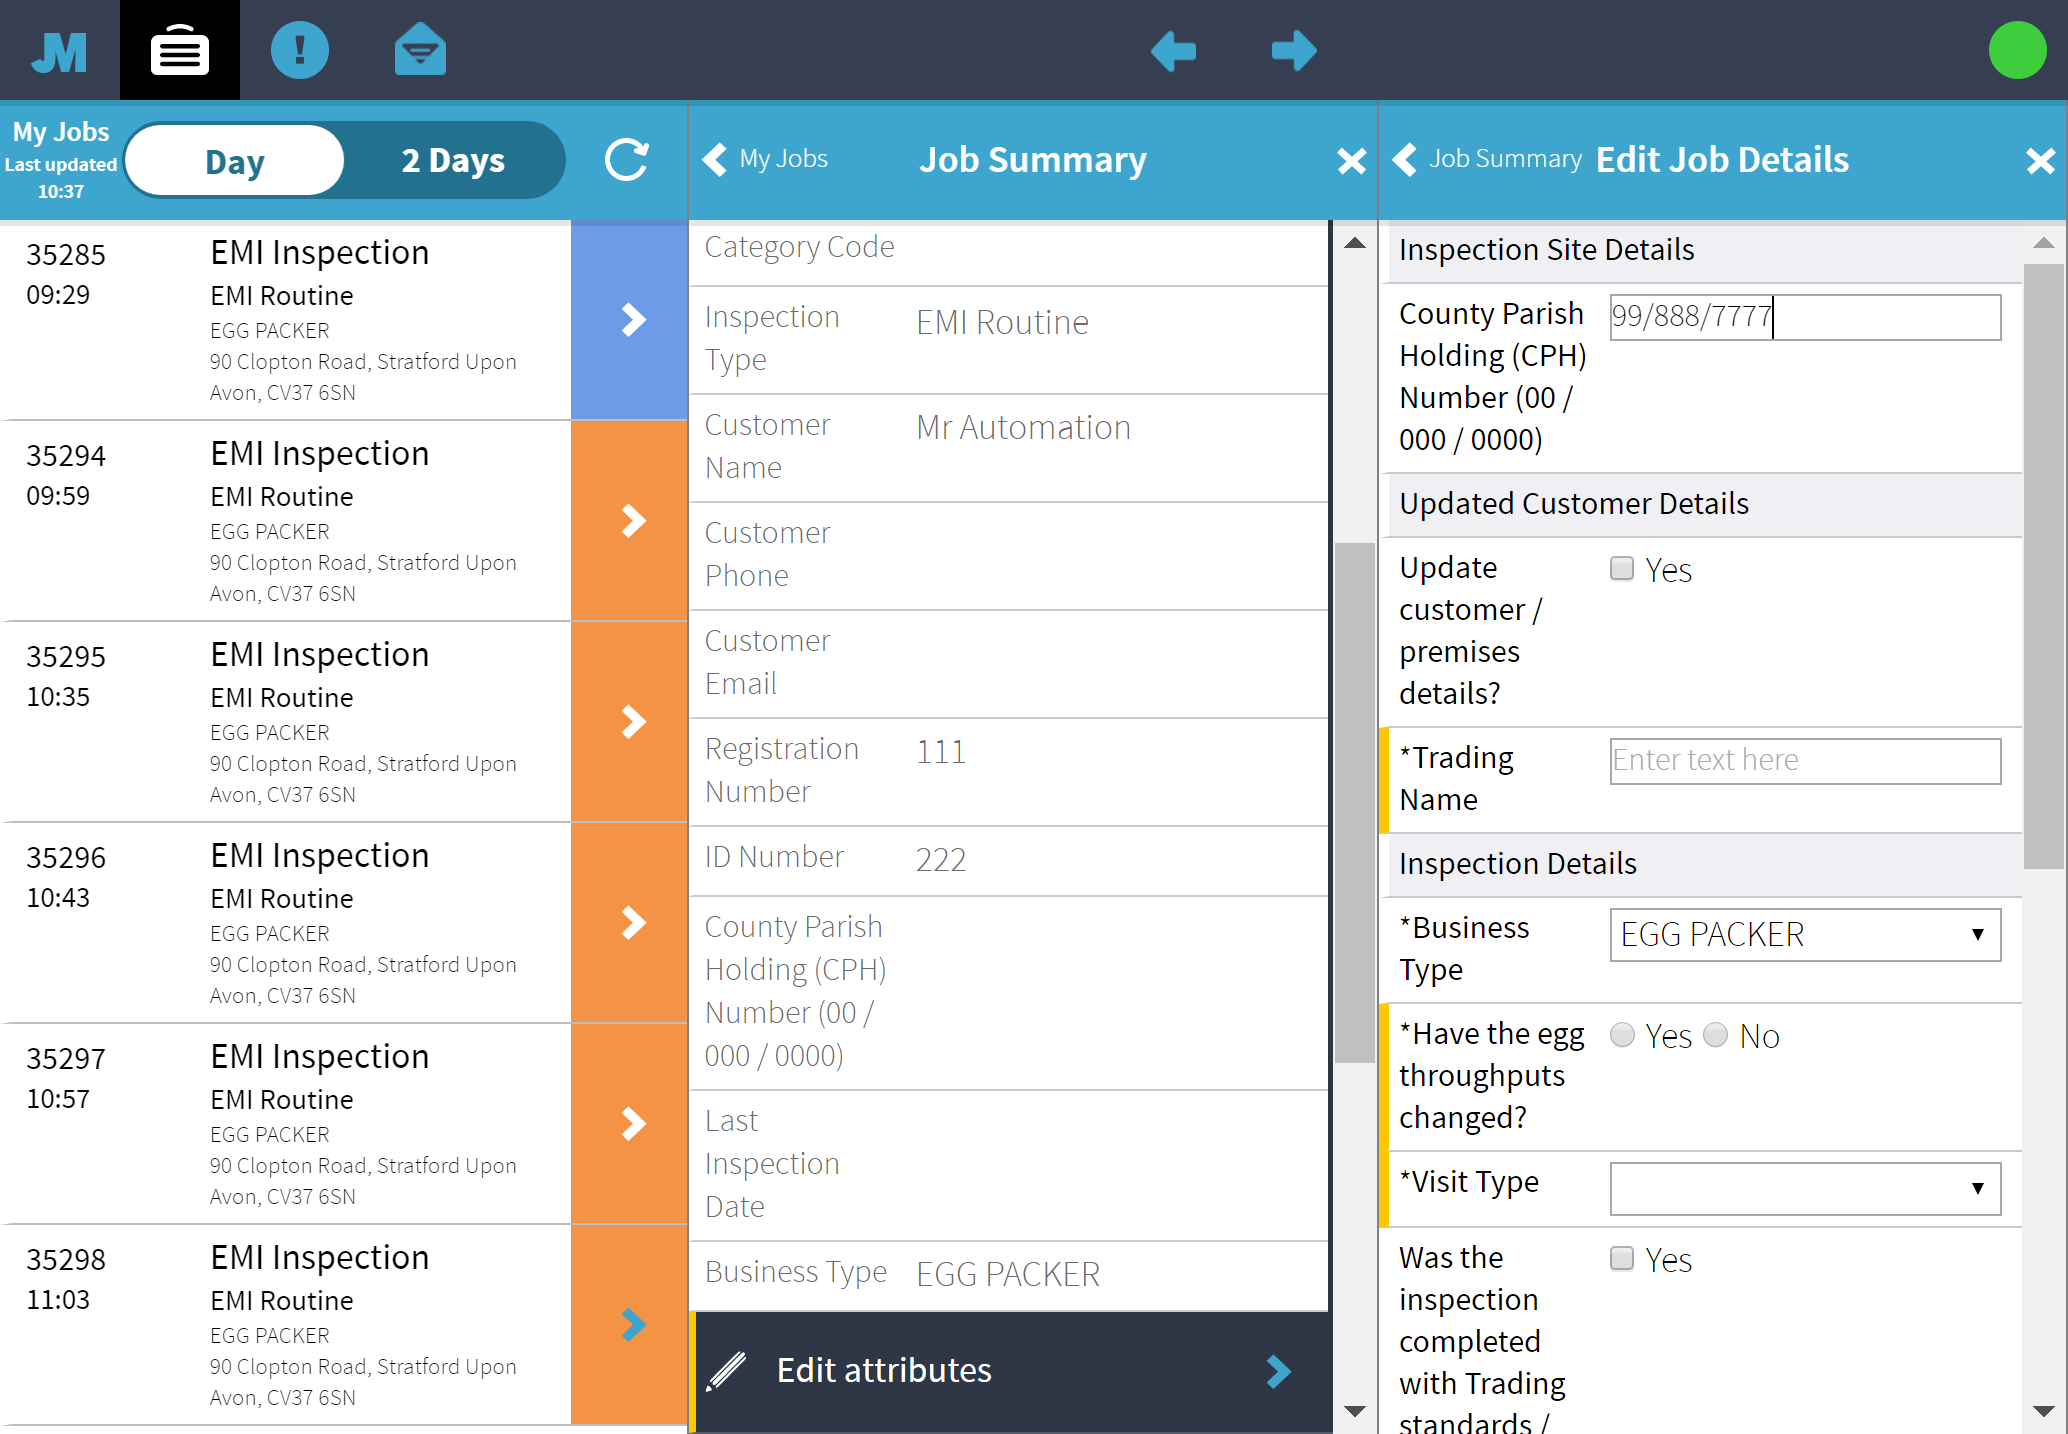 JM
My Jobs
Last updated
10:37
Day
2 Days
My Jobs
Job Summary
Job Summary
Edit Job Details
35285
09:29
EMI Inspection
EMI Routine
EGG PACKER
90 Clopton Road, Stratford Upon
Avon, CV37 6SN
35294
09:59
EMI Inspection
EMI Routine
EGG PACKER
90 Clopton Road, Stratford Upon
Avon, CV37 6SN
35295
10:35
EMI Inspection
EMI Routine
EGG PACKER
90 Clopton Road, Stratford Upon
Avon, CV37 6SN
35296
10:43
EMI Inspection
EMI Routine
EGG PACKER
90 Clopton Road, Stratford Upon
Avon, CV37 6SN
35297
10:57
EMI Inspection
EMI Routine
EGG PACKER
90 Clopton Road, Stratford Upon
Avon, CV37 6SN
35298
11:03
EMI Inspection
EMI Routine
EGG PACKER
90 Clopton Road, Stratford Upon
Avon, CV37 6SN
Category Code
Inspection
Type
EMI Routine
Customer
Name
Mr Automation
Customer
Phone
Customer
Email
Registration
Number
111
ID Number
222
County Parish
Holding (CPH)
Number (00 /
000 / 0000)
Last
Inspection
Date
Business Type
EGG PACKER
Edit attributes
Inspection Site Details
County Parish
Holding (CPH)
Number (00 /
000 / 0000)
99/888/7777
Updated Customer Details
Update
customer /
premises
details?
Yes
*Trading
Name
Enter text here
Inspection Details
*Business
Type
EGG PACKER
*Have the egg
throughputs
changed?
Yes
No
*Visit Type
Was the
inspection
completed
with Trading
standards /
Yes